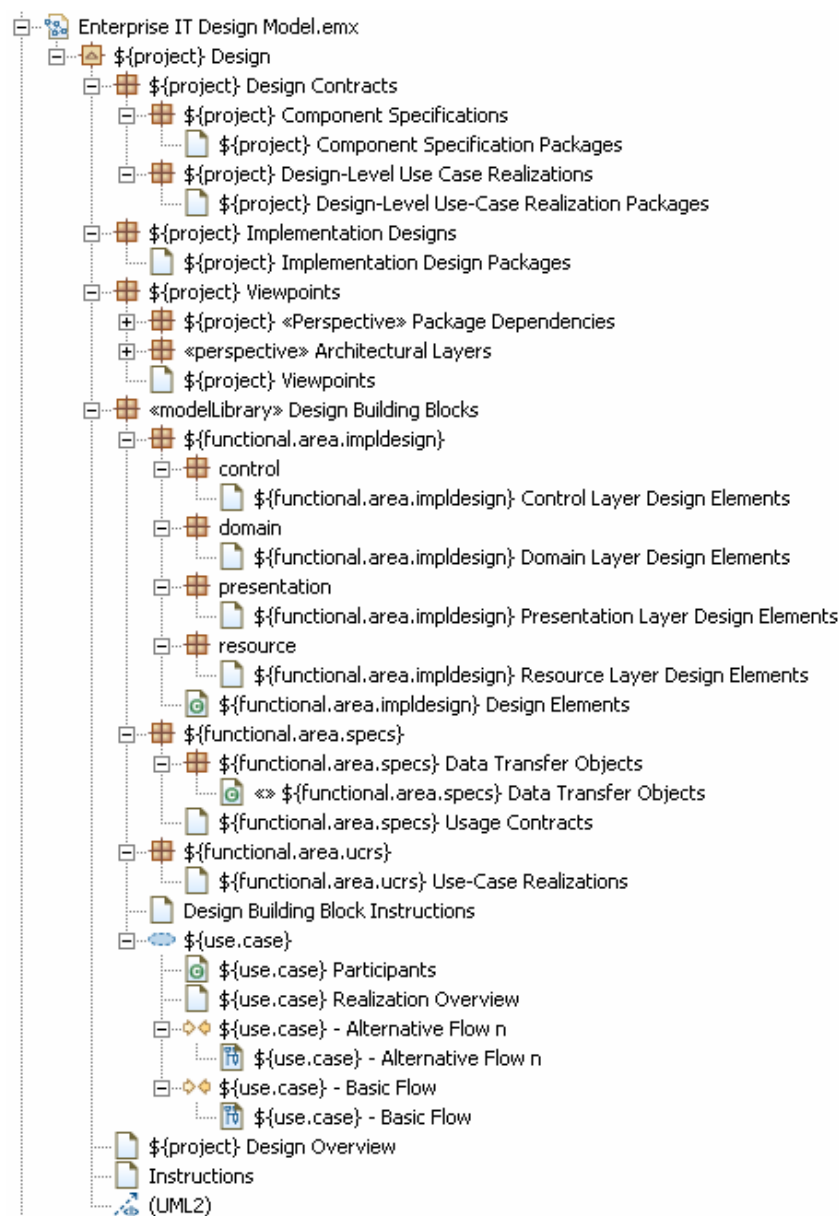 Enterprise IT Design Model.emx
${project} Design
${project} Design Contracts
${project} Component Specifications
${project} Component Specification Packages
${project} Design-Level Use Case Realizations
${project} Design-Level Use-Case Realization Packages
${project} Implementation Designs
${project} Implementation Design Packages
${project} Viewpoints
${project} «Perspective» Package Dependencies
«perspective» Architectural Layers
${project} Viewpoints
«modelLibrary» Design Building Blocks
${functional.area.impldesign}
control
${functional.area.impldesign} Control Layer Design Elements
domain
${functional.area.impldesign} Domain Layer Design Elements
presentation
${functional.area.impldesign} Presentation Layer Design Elements
resource
${functional.area.impldesign} Resource Layer Design Elements
${functional.area.impldesign} Design Elements
${functional.area.specs}
${functional.area.specs} Data Transfer Objects
«» ${functional.area.specs} Data Transfer Objects
${functional.area.specs} Usage Contracts
${functional.area.ucrs}
${functional.area.ucrs} Use-Case Realizations
Design Building Block Instructions
${use.case}
${use.case} Participants
${use.case} Realization Overview
${use.case} - Alternative Flow n
${use.case} - Alternative Flow n
${use.case} - Basic Flow
${use.case} - Basic Flow
${project} Design Overview
Instructions
(UML2)